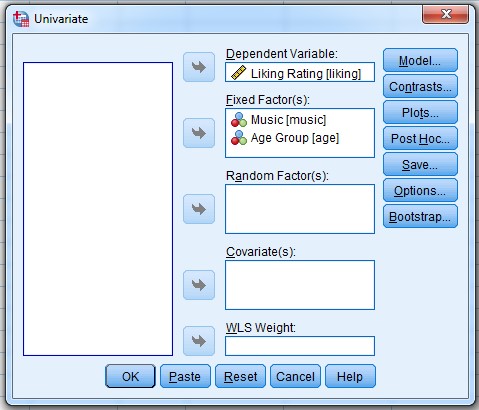 Univariate
Dependent Variable:
Liking Rating [liking]
Fixed Factor(s):
Music [music]
Age Group [age]
Random Factor(s):
Covariate(s):
WLS Weight:
Model...
Contrasts...
Plots...
Post Hoc...
Save...
Options...
Bootstrap...
OK
Paste
Reset
Cancel
Help